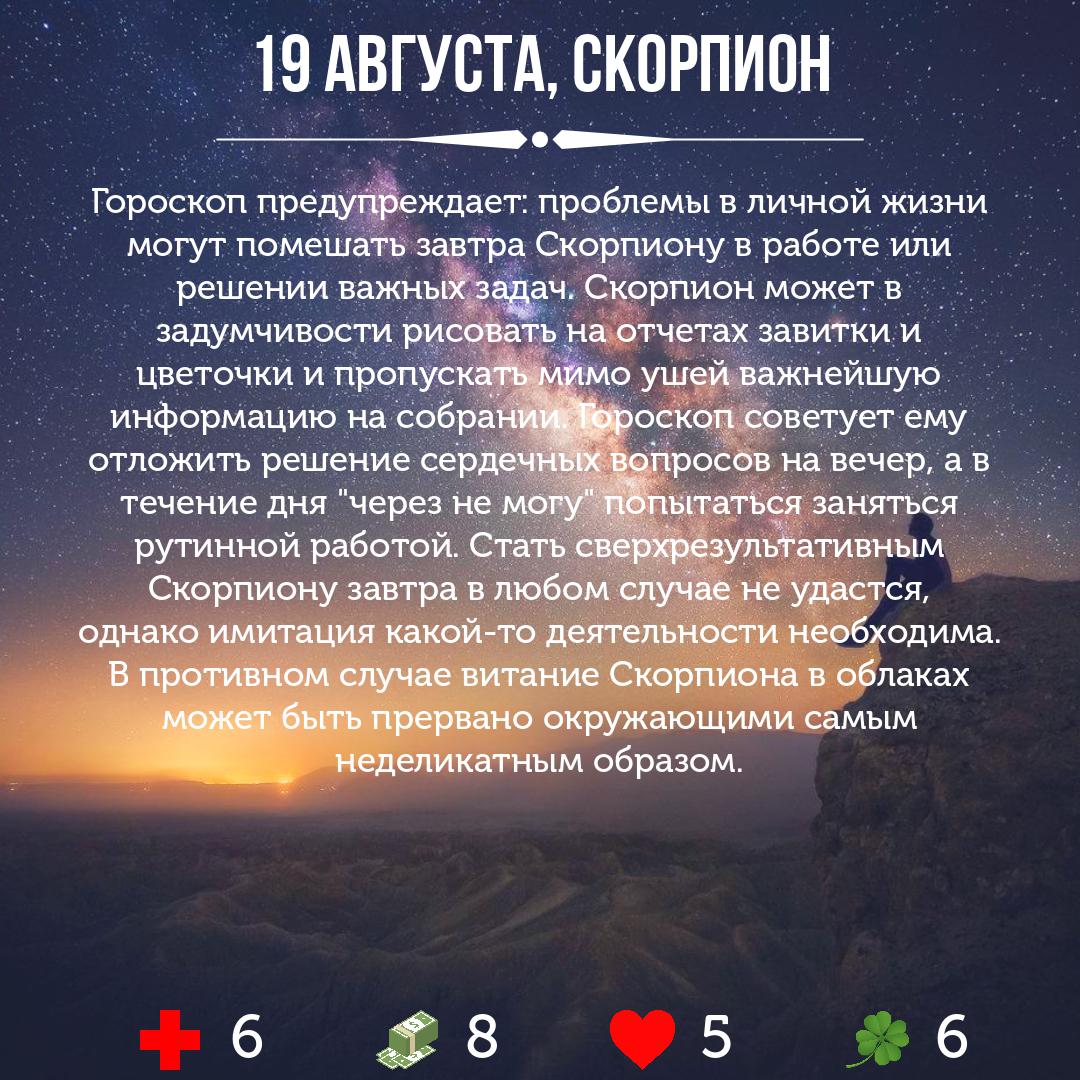 19 АВГУСТА, СКОРПИОН
Гороскоп предупреждает: проблемы в личной жизни
могут помешать завтра Скорпиону в работе или
решении важных задач. Скорпион может в
задумчивости рисовать на отчетах завитки и
цветочки и пропускать мимо ушей важнейшую
информацию на собрании. Гороскоп советует ему
отложить решение сердечных вопросов на вечер, а в
течение дня "через не могу" попытаться заняться
рутинной работой. Стать сверхрезультативным
Скорпиону завтра в любом случае не удастся,
однако имитация какой-то деятельности необходима.
В противном случае витание Скорпиона в облаках
может быть прервано окружающими самым
неделикатным образом.
6 8 5 6